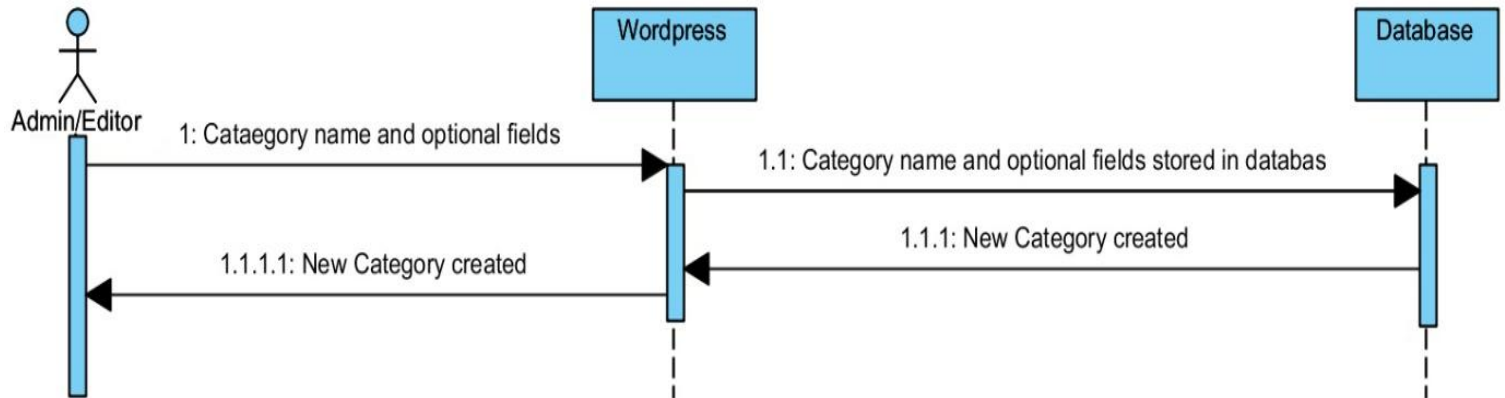 Wordpress
Database
Admin/Editor
1: Cataegory name and optional fields
1.1: Category name and optional fields stored in databas
1.1.1: New Category created
1.1.1.1: New Category created